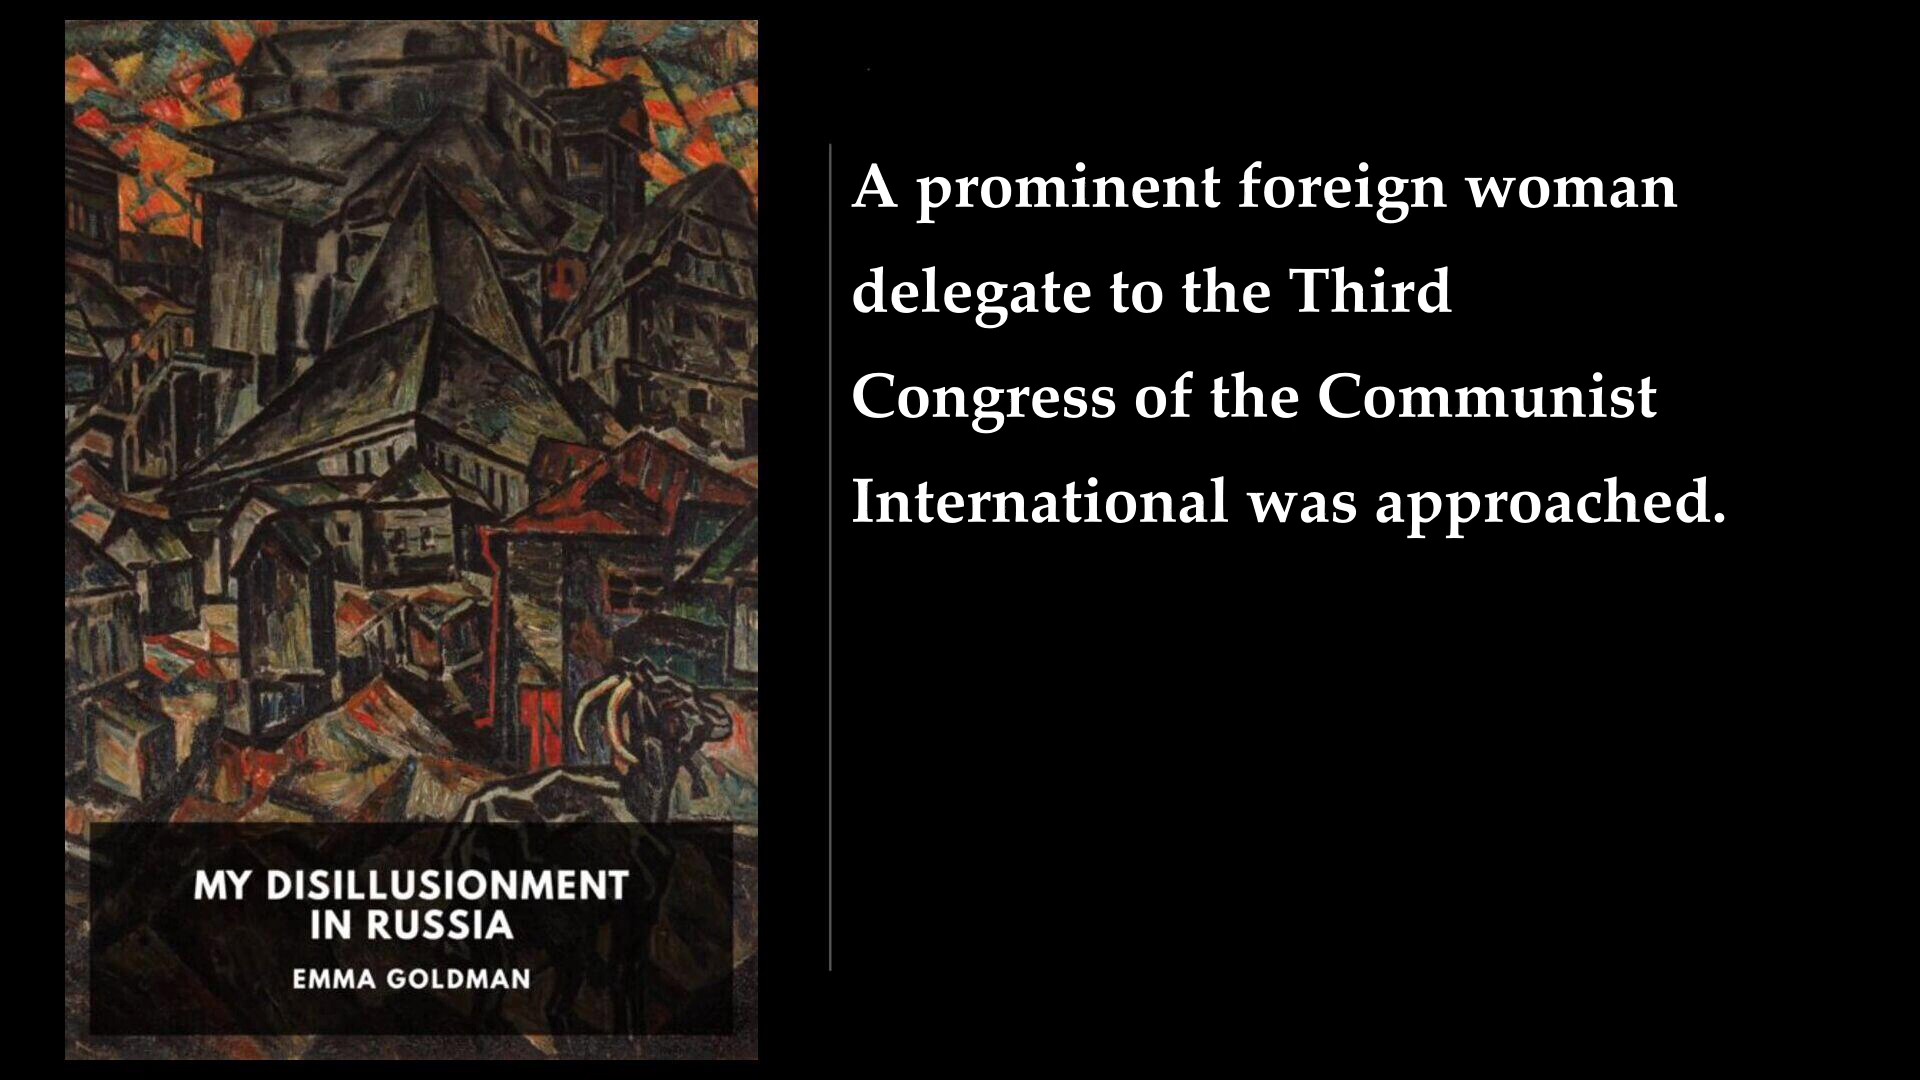 A prominent foreign woman
delegate to the Third
Congress of the Communist
International was approached.
MY DISILLUSIONMENT
IN RUSSIA
EMMA GOLDMAN